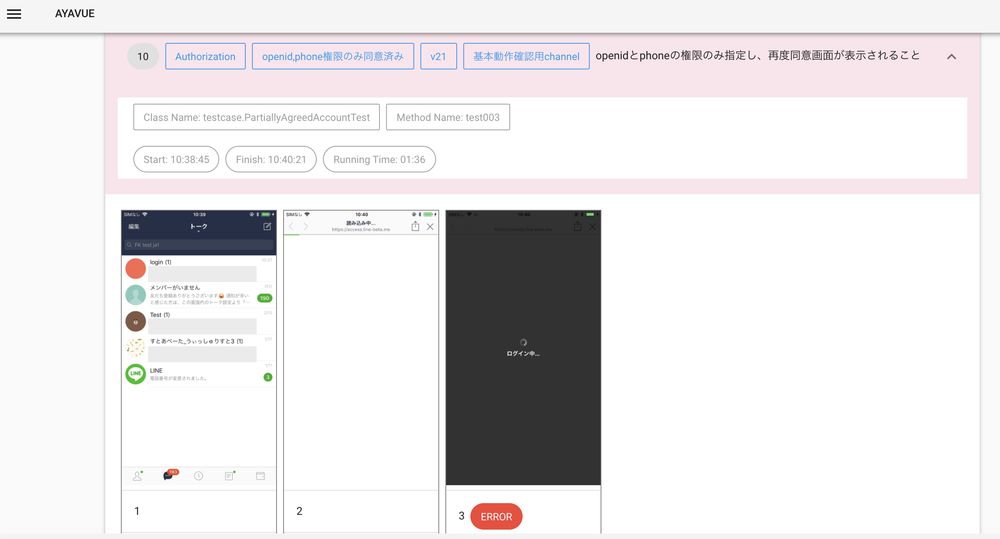 AYAVUE
10 Authorization openid,phone権限のみ同意済み v21 基本動作確認用channel openidとphoneの権限のみ指定し、再度同意画面が表示されること
Class Name: testcase.PartiallyAgreedAccountTest Method Name: test003
Start: 10:38:45 Finish: 10:40:21 Running Time: 01:36
SIMなし 10:39
編集 トーク
FK test ja1
login (1) 10:37
メンバーがいません 昨日
友だち登録ありがとうございます 通知が多い
と感じた方は、この画面内のトーク設定より「… 190
Test (1) 2/15
すとあべーた_うぃっしゅりすと3 (1) 1/17
LINE
LINE 1/11
電話番号が変更されました。 3
193
1
SIMなし 10:40
読み込み中...
https://access.line-beta.me
2
SIMなし 10:40
https://access.line-beta.me
ログイン中...
3 ERROR